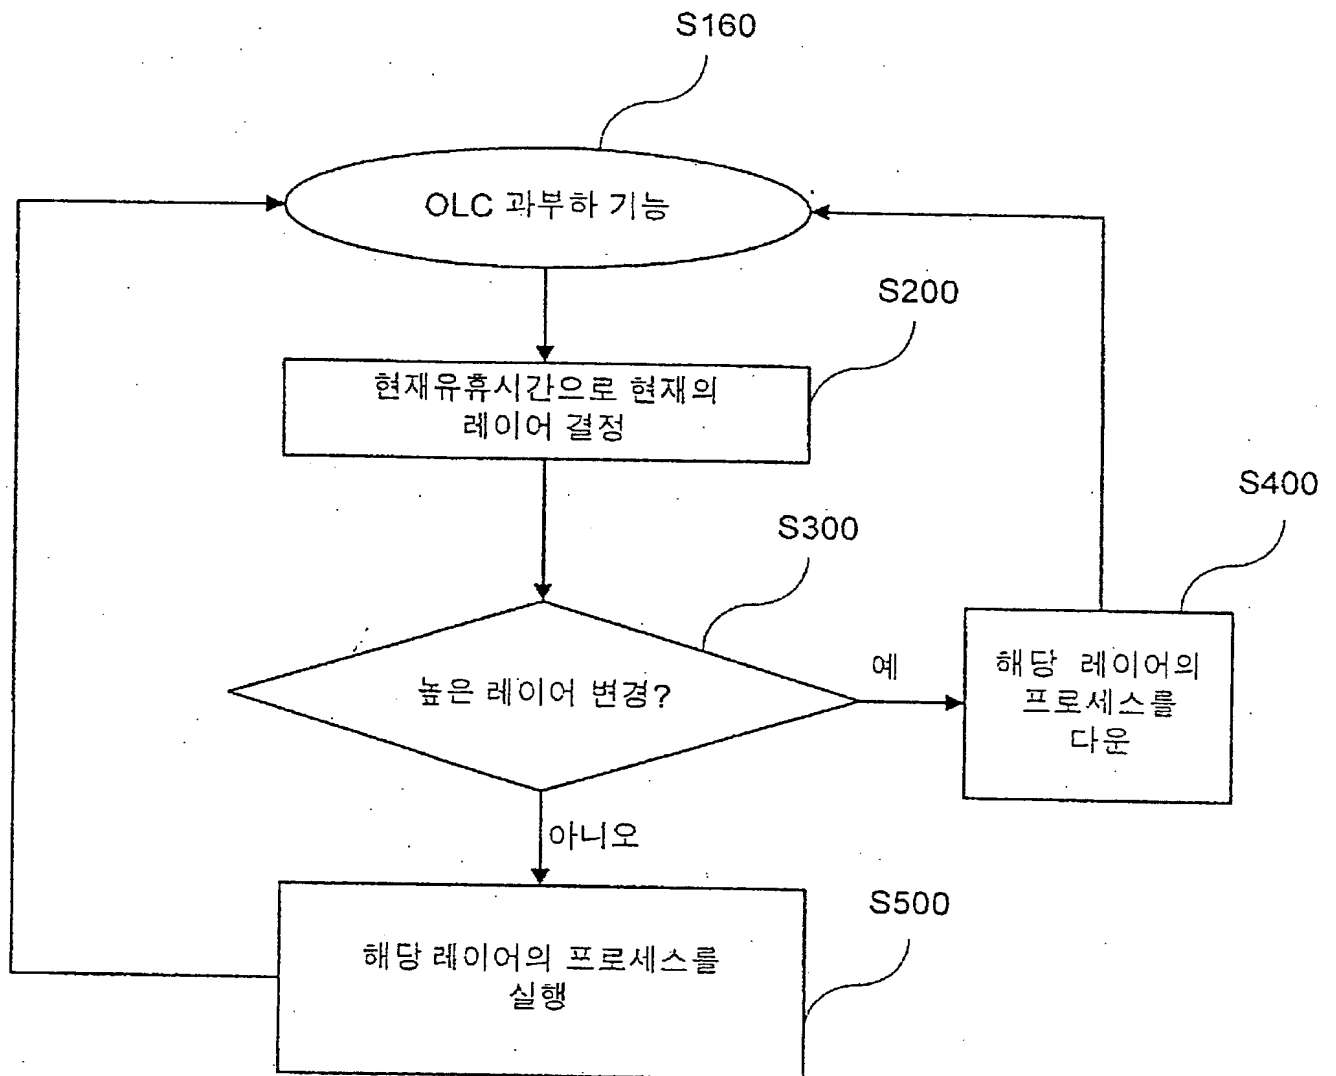 S160
OLC 과부하 기능
S200
현재유휴시간으로 현재의
레이어 결정
S300
높은 레이어 변경?
예
S400
해당 레이어의
프로세스를
다운
아니오
S500
해당 레이어의 프로세스를
실행